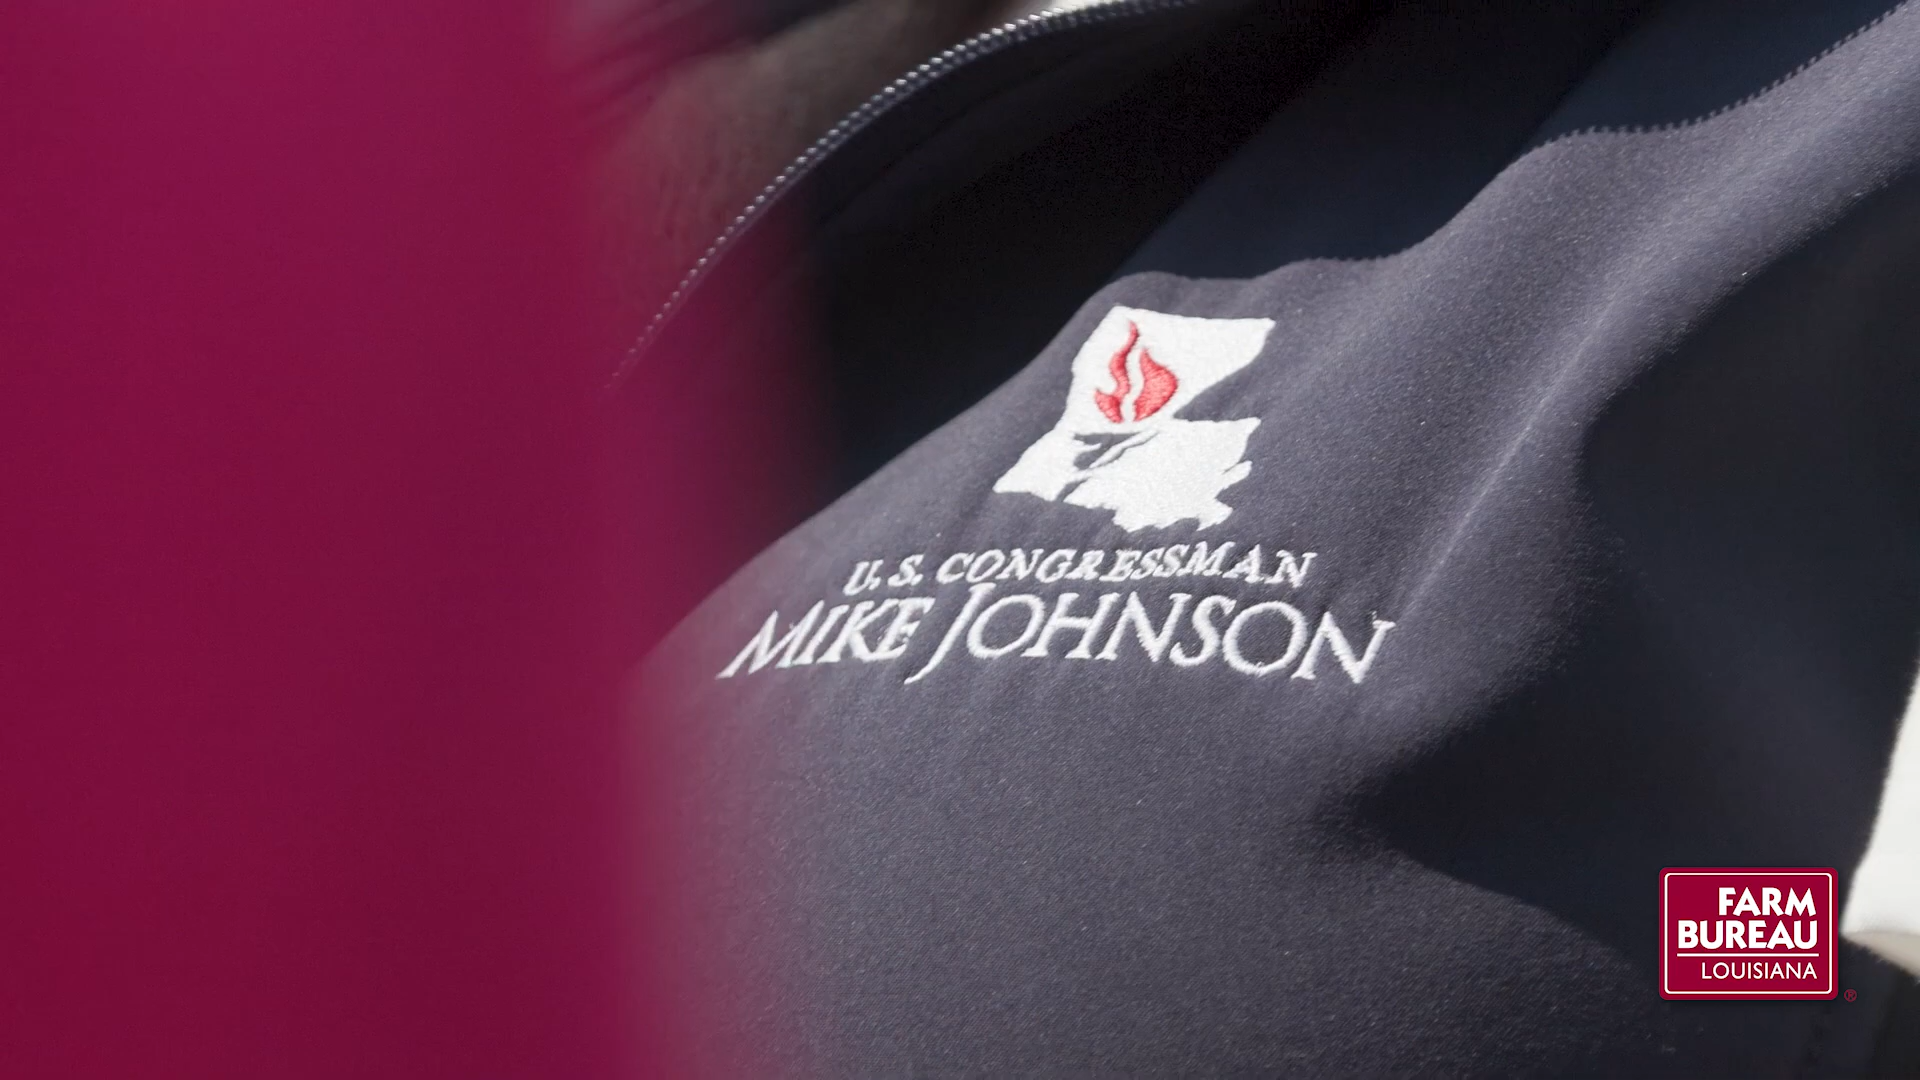 U.S. CONGRESSMAN
MIKE JOHNSON
FARM
BUREAU
LOUISIANA
®